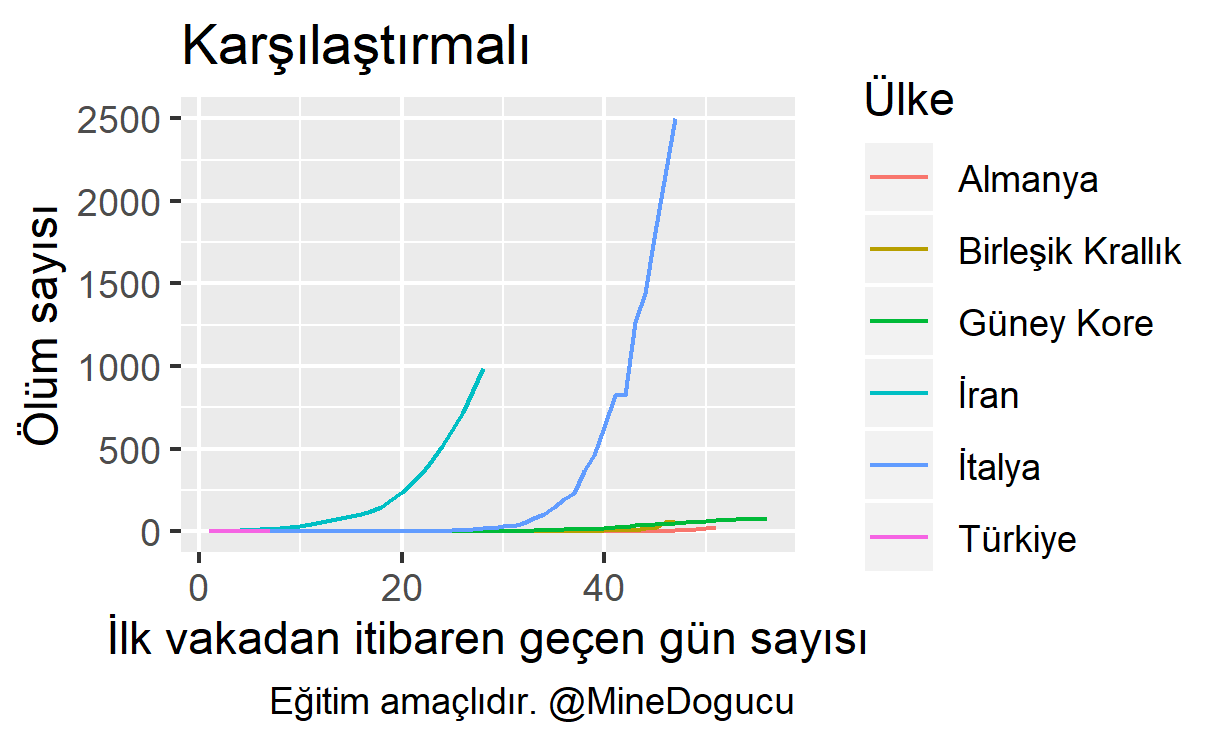 Karşılaştırmalı
Ölüm sayısı
2500
2000
1500
1000
500
0
0 20 40
İlk vakadan itibaren geçen gün sayısı
Eğitim amaçlıdır. @MineDogucu
Ülke
Almanya
Birleşik Krallık
Güney Kore
İran
İtalya
Türkiye